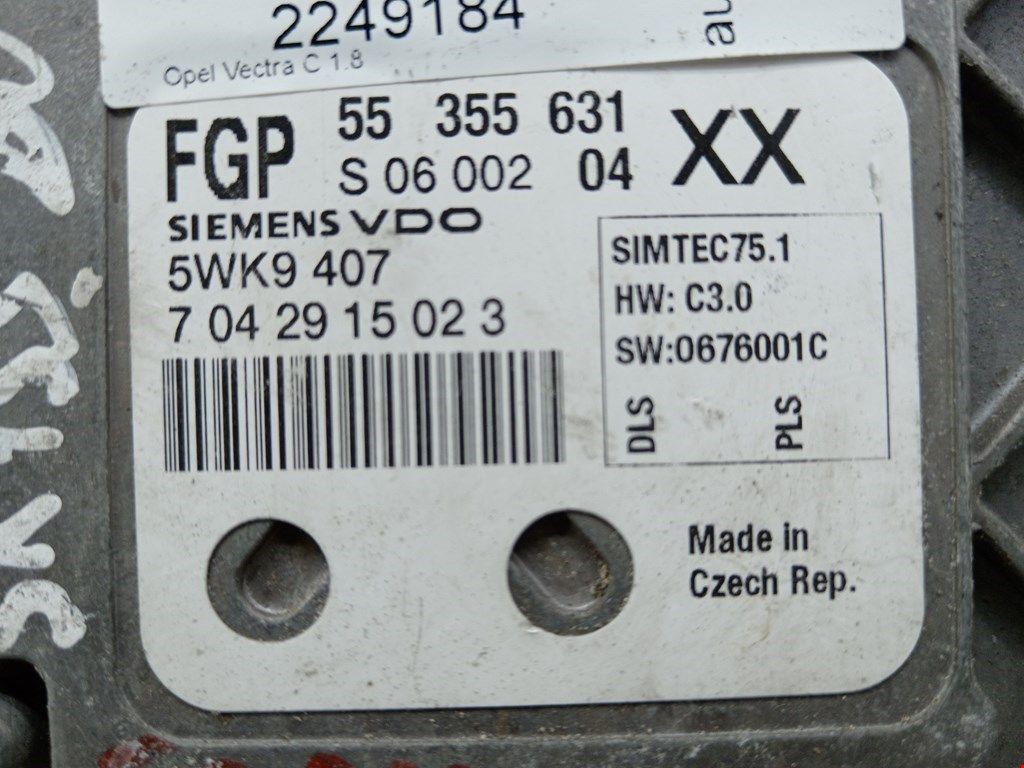 2249184
au
Opel Vectra C 1.8
FGP 55 355 631 XX
S 06 002 04
SIEMENS VDO
5WK9 407
7 04 29 15 02 3
SIMTEC75.1
HW: C3.0
SW:0676001C
DLS PLS
Made in
Czech Rep.